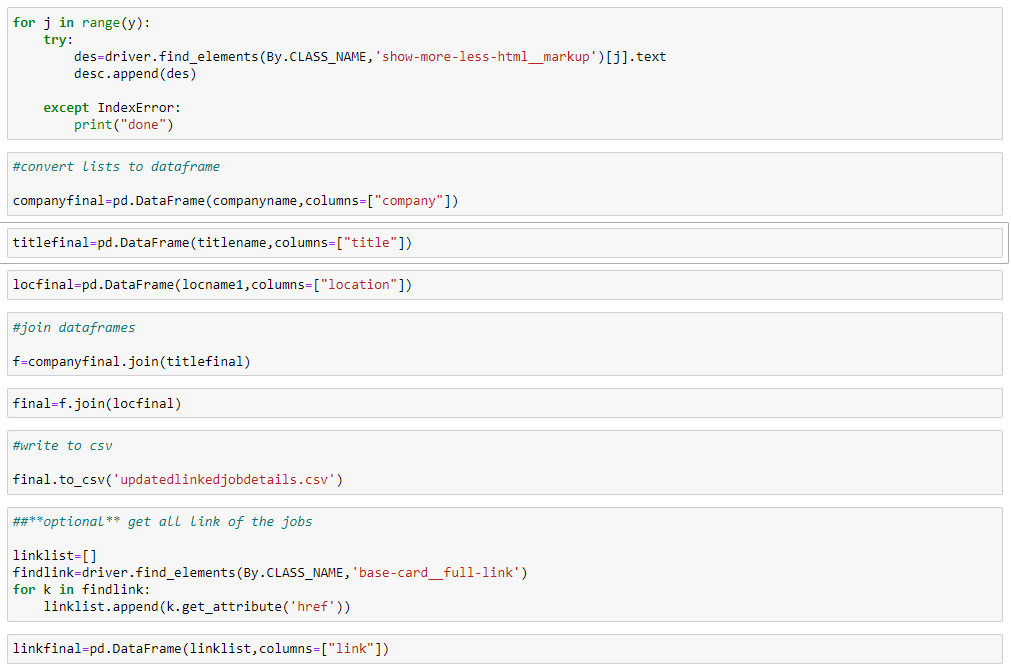 for j in range(y):
    try:
        des=driver.find_elements(By.CLASS_NAME,'show-more-less-html__markup')[j].text
        desc.append(des)
    except IndexError:
        print("done")
#convert lists to dataframe
companyfinal=pd.DataFrame(companyname,columns=["company"])
titlefinal=pd.DataFrame(titlename,columns=["title"])
locfinal=pd.DataFrame(locname1,columns=["location"])
#join dataframes
f=companyfinal.join(titlefinal)
final=f.join(locfinal)
#write to csv
final.to_csv('updatedlinkedjobdetails.csv')
##**optional** get all link of the jobs
linklist=[]
findlink=driver.find_elements(By.CLASS_NAME,'base-card__full-link')
for k in findlink:
    linklist.append(k.get_attribute('href'))
linkfinal=pd.DataFrame(linklist,columns=["link"])